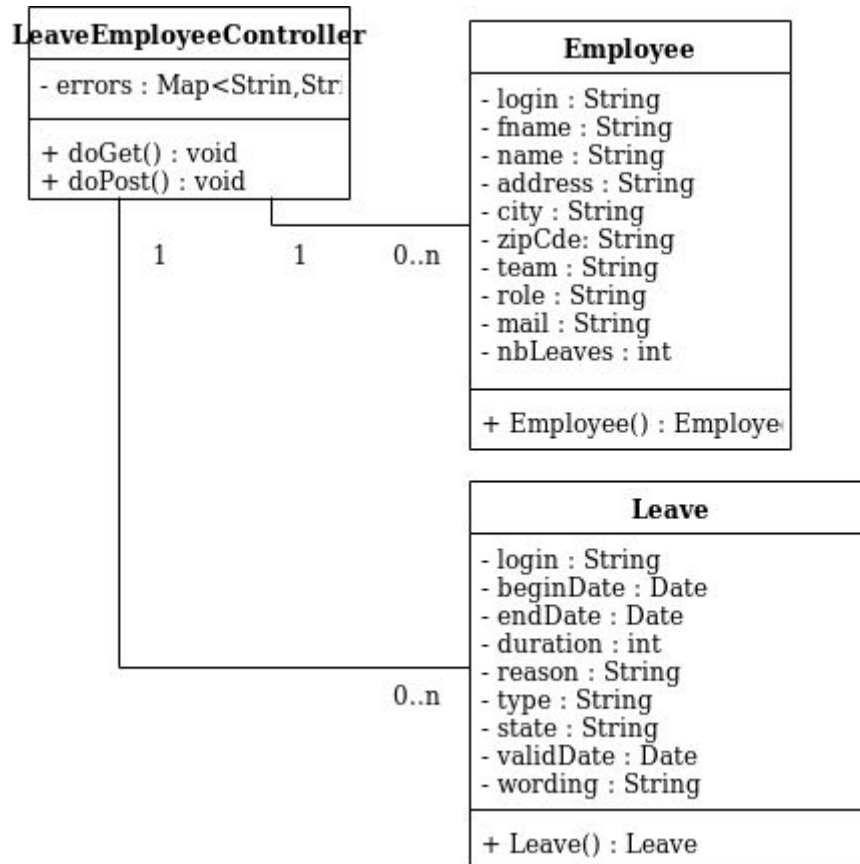 LeaveEmployeeController
- errors : Map<Strin,Stri
+ doGet() : void
+ doPost() : void
1
1
0..n
Employee
- login : String
- fname : String
- name : String
- address : String
- city : String
- zipCde: String
- team : String
- role : String
- mail : String
- nbLeaves : int
+ Employee() : Employe
Leave
- login : String
- beginDate : Date
- endDate : Date
- duration : int
- reason : String
- type : String
- state : String
- validDate : Date
- wording : String
0..n
+ Leave() : Leave